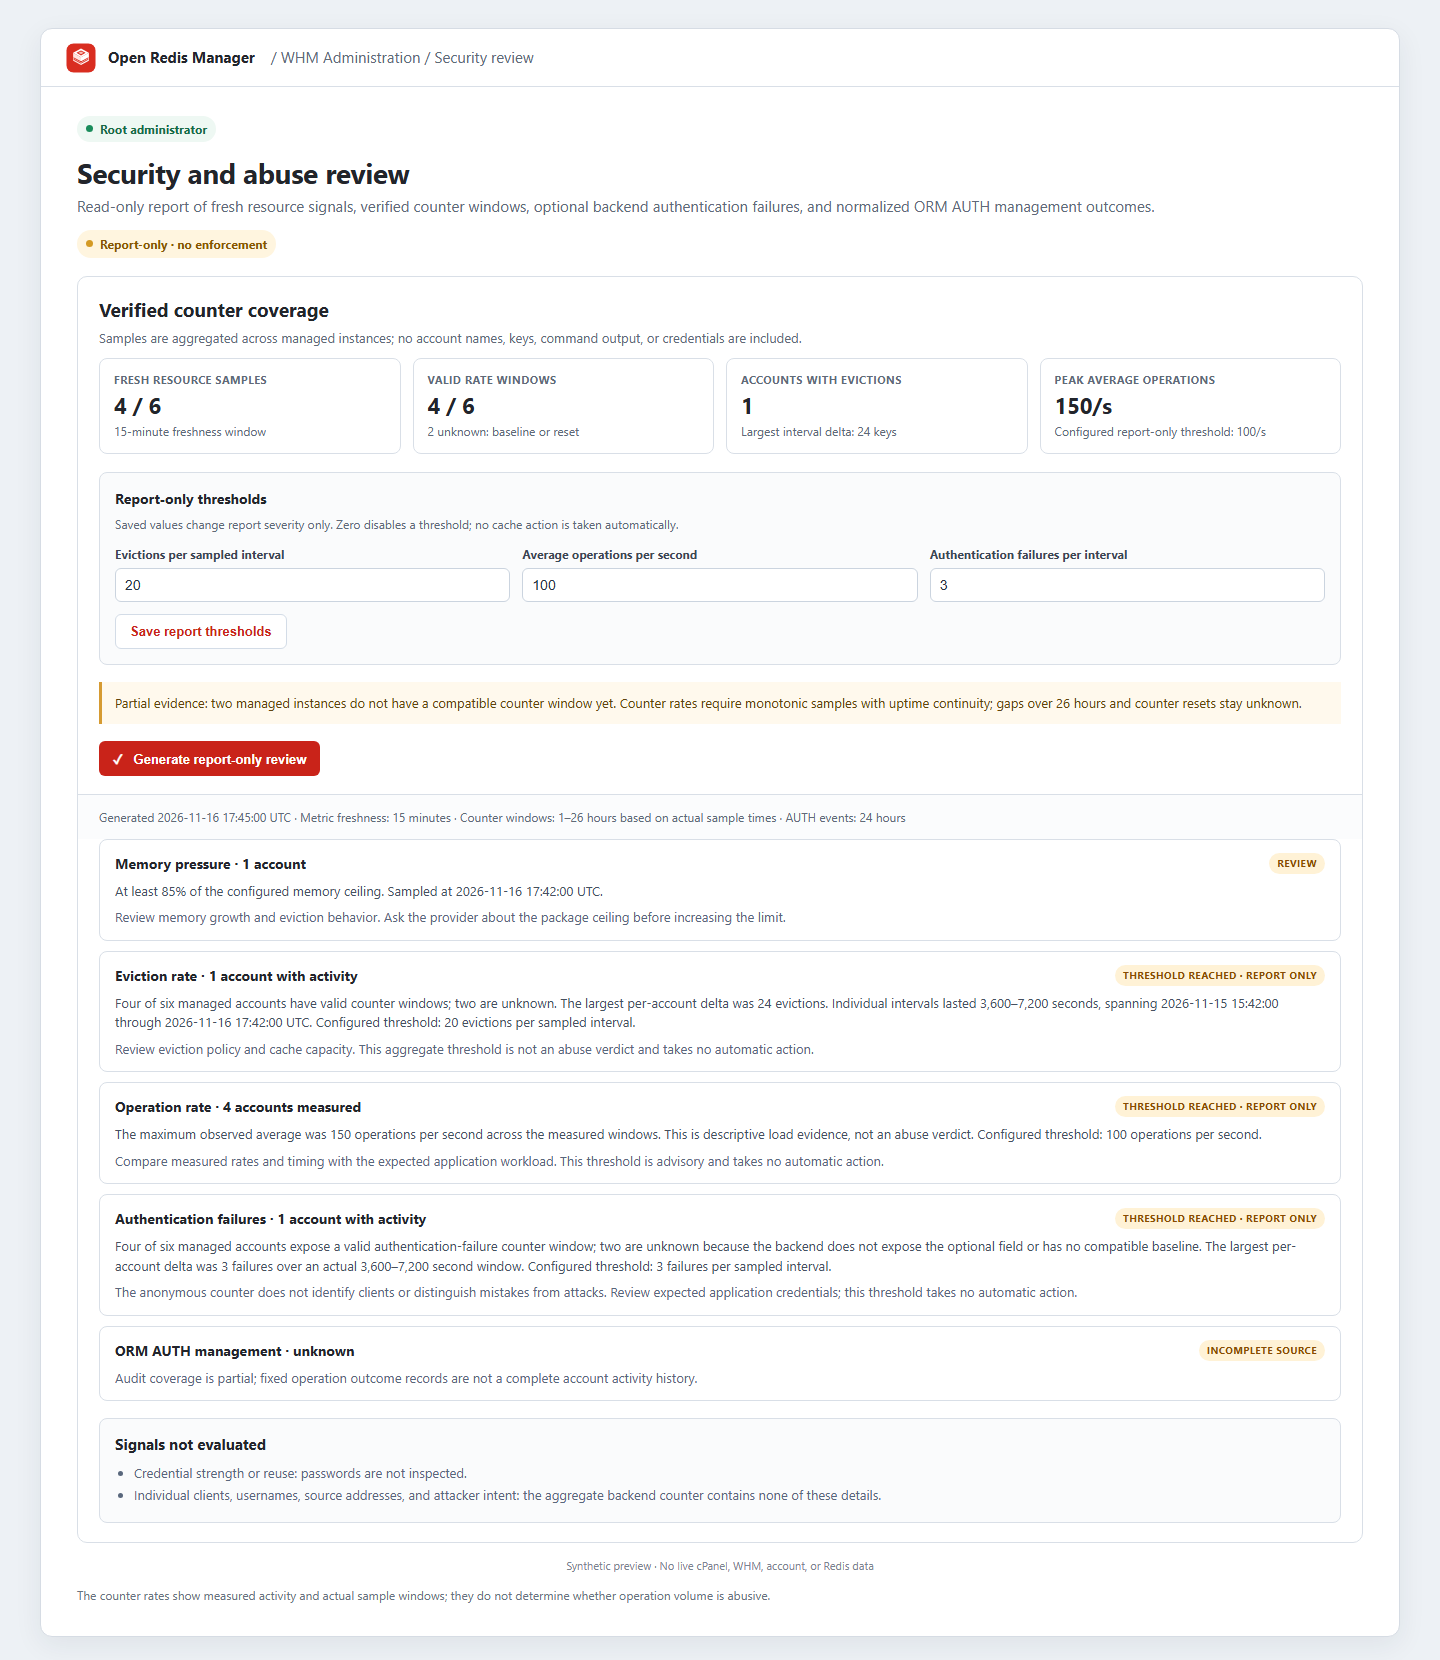 Open Redis Manager / WHM Administration / Security review
Root administrator
Security and abuse review
Read-only report of fresh resource signals, verified counter windows, optional backend authentication failures, and normalized ORM AUTH management outcomes.
Report-only · no enforcement
Verified counter coverage
Samples are aggregated across managed instances; no account names, keys, command output, or credentials are included.
FRESH RESOURCE SAMPLES
4 / 6
15-minute freshness window
VALID RATE WINDOWS
4 / 6
2 unknown: baseline or reset
ACCOUNTS WITH EVICTIONS
1
Largest interval delta: 24 keys
PEAK AVERAGE OPERATIONS
150/s
Configured report-only threshold: 100/s
Report-only thresholds
Saved values change report severity only. Zero disables a threshold; no cache action is taken automatically.
Evictions per sampled interval
20
Average operations per second
100
Authentication failures per interval
3
Save report thresholds
Partial evidence: two managed instances do not have a compatible counter window yet. Counter rates require monotonic samples with uptime continuity; gaps over 26 hours and counter resets stay unknown.
✓ Generate report-only review
Generated 2026-11-16 17:45:00 UTC · Metric freshness: 15 minutes · Counter windows: 1–26 hours based on actual sample times · AUTH events: 24 hours
Memory pressure · 1 account
REVIEW
At least 85% of the configured memory ceiling. Sampled at 2026-11-16 17:42:00 UTC.
Review memory growth and eviction behavior. Ask the provider about the package ceiling before increasing the limit.
Eviction rate · 1 account with activity
THRESHOLD REACHED · REPORT ONLY
Four of six managed accounts have valid counter windows; two are unknown. The largest per-account delta was 24 evictions. Individual intervals lasted 3,600–7,200 seconds, spanning 2026-11-15 15:42:00
through 2026-11-16 17:42:00 UTC. Configured threshold: 20 evictions per sampled interval.
Review eviction policy and cache capacity. This aggregate threshold is not an abuse verdict and takes no automatic action.
Operation rate · 4 accounts measured
THRESHOLD REACHED · REPORT ONLY
The maximum observed average was 150 operations per second across the measured windows. This is descriptive load evidence, not an abuse verdict. Configured threshold: 100 operations per second.
Compare measured rates and timing with the expected application workload. This threshold is advisory and takes no automatic action.
Authentication failures · 1 account with activity
THRESHOLD REACHED · REPORT ONLY
Four of six managed accounts expose a valid authentication-failure counter window; two are unknown because the backend does not expose the optional field or has no compatible baseline. The largest per-
account delta was 3 failures over an actual 3,600–7,200 second window. Configured threshold: 3 failures per sampled interval.
The anonymous counter does not identify clients or distinguish mistakes from attacks. Review expected application credentials; this threshold takes no automatic action.
ORM AUTH management · unknown
INCOMPLETE SOURCE
Audit coverage is partial; fixed operation outcome records are not a complete account activity history.
Signals not evaluated
• Credential strength or reuse: passwords are not inspected.
• Individual clients, usernames, source addresses, and attacker intent: the aggregate backend counter contains none of these details.
Synthetic preview · No live cPanel, WHM, account, or Redis data
The counter rates show measured activity and actual sample windows; they do not determine whether operation volume is abusive.